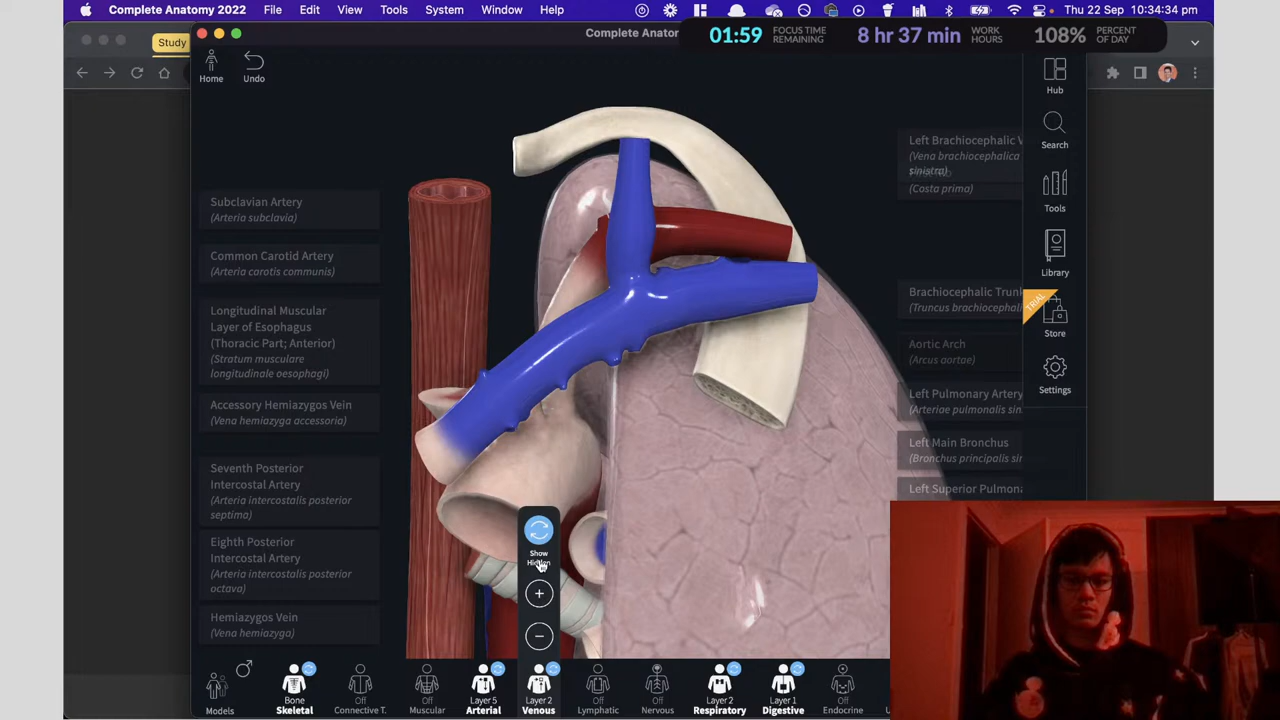 Complete Anatomy 2022 File Edit View Tools System Window Help
Thu 22 Sep 10:34:34 pm
01:59 FOCUS TIME REMAINING
8 hr 37 min WORK HOURS
108% PERCENT OF DAY
Study
Complete Anator
Home
Undo
Hub
Search
Tools
Library
TRIAL
Store
Settings
Subclavian Artery
(Arteria subclavia)
Common Carotid Artery
(Arteria carotis communis)
Longitudinal Muscular
Layer of Esophagus
(Thoracic Part; Anterior)
(Stratum musculare
longitudinale oesophagi)
Accessory Hemiazygos Vein
(Vena hemiazyga accessoria)
Seventh Posterior
Intercostal Artery
(Arteria intercostalis posterior
septima)
Eighth Posterior
Intercostal Artery
(Arteria intercostalis posterior
octava)
Hemiazygos Vein
(Vena hemiazyga)
Left Brachiocephalic V
(Vena brachiocephalica
sinistra)
(Costa prima)
Brachiocephalic Trunk
(Truncus brachiocephal
Aortic Arch
(Arcus aortae)
Left Pulmonary Artery
(Arteriae pulmonalis sin
Left Main Bronchus
(Bronchus principalis si
Left Superior Pulmona
Show
Hidden
+
−
Models
Bone
Skeletal
Off
Connective T.
Off
Muscular
Layer 5
Arterial
Layer 2
Venous
Off
Lymphatic
Off
Nervous
Respiratory
Layer 1
Digestive
Off
Endocrine
U